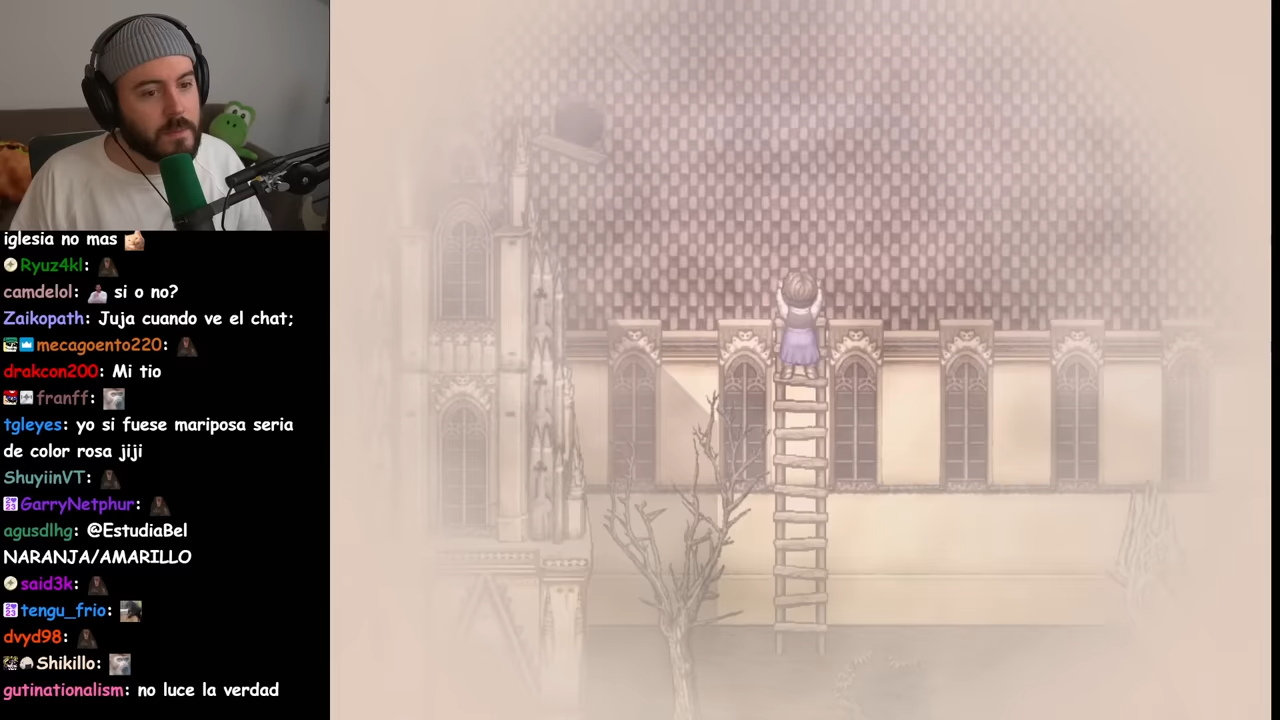 iglesia no mas
Ryuz4kl:
camdelol: si o no?
Zaikopath: Juja cuando ve el chat;
mecagoento220:
drakcon200: Mi tio
franff:
tgleyes: yo si fuese mariposa seria
de color rosa jiji
ShuyiinVT:
GarryNetphur:
agusdlhg: @EstudiaBel
NARANJA/AMARILLO
said3k:
tengu_frio:
dvyd98:
Shikillo:
gutinationalism: no luce la verdad